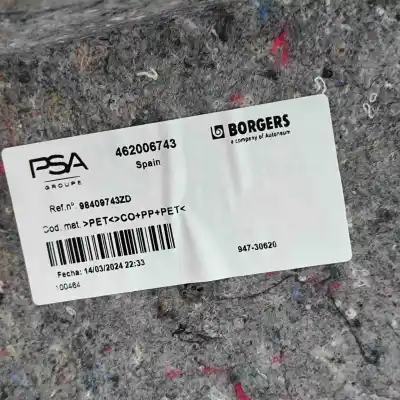 PSA
GROUPE
462006743
Spain
BORGERS
a company of Autoneum
Ref.nº. 98409743ZD
Cod. mat. >PET<>CO+PP+PET<
Fecha: 14/03/2024 22:33
100464
947-30620